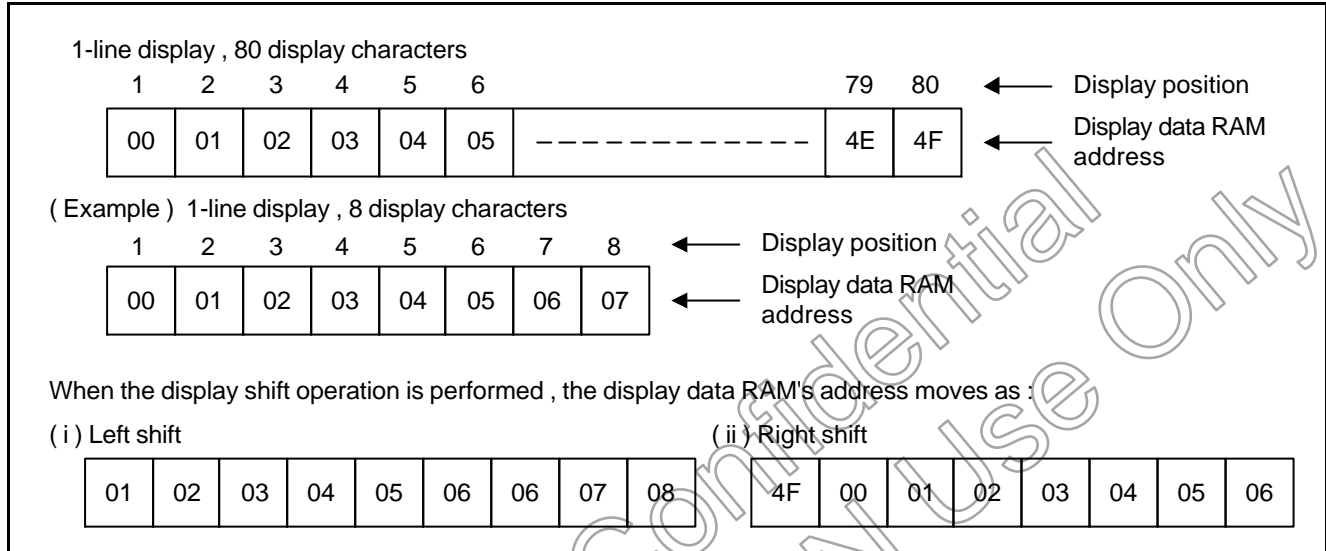 1-line display , 80 display characters
1 2 3 4 5 6 79 80 Display position
00 01 02 03 04 05 4E 4F Display data RAM address
( Example ) 1-line display , 8 display characters
1 2 3 4 5 6 7 8 Display position
00 01 02 03 04 05 06 07 Display data RAM address
When the display shift operation is performed , the display data RAM's address moves as :
( i ) Left shift ( ii ) Right shift
01 02 03 04 05 06 06 07 08 4F 00 01 02 03 04 05 06
Confidential
Use Only